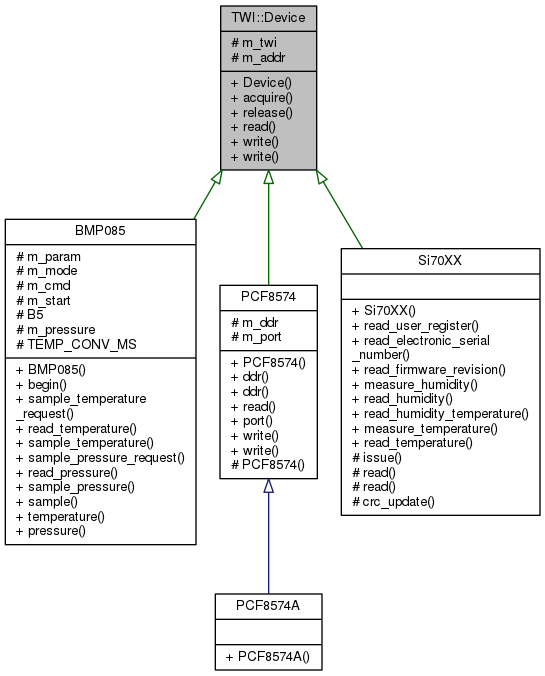 TWI::Device
# m_twi
# m_addr
+ Device()
+ acquire()
+ release()
+ read()
+ write()
+ write()
BMP085
# m_param
# m_mode
# m_cmd
# m_start
# B5
# m_pressure
# TEMP_CONV_MS
+ BMP085()
+ begin()
+ sample_temperature
_request()
+ read_temperature()
+ sample_temperature()
+ sample_pressure_request()
+ read_pressure()
+ sample_pressure()
+ sample()
+ temperature()
+ pressure()
PCF8574
# m_ddr
# m_port
+ PCF8574()
+ ddr()
+ ddr()
+ read()
+ port()
+ write()
+ write()
# PCF8574()
Si70XX
+ Si70XX()
+ read_user_register()
+ read_electronic_serial
_number()
+ read_firmware_revision()
+ measure_humidity()
+ read_humidity()
+ read_humidity_temperature()
+ measure_temperature()
+ read_temperature()
# issue()
# read()
# read()
# crc_update()
PCF8574A
+ PCF8574A()